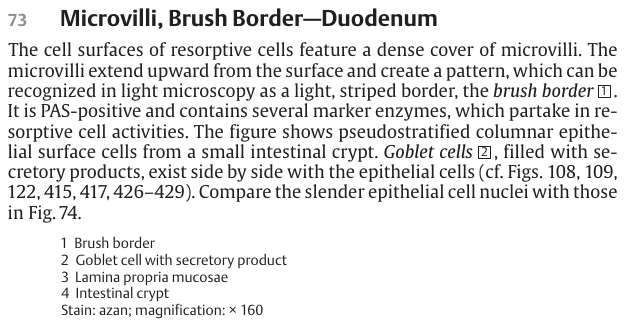 73 Microvilli, Brush Border—Duodenum
The cell surfaces of resorptive cells feature a dense cover of microvilli. The
microvilli extend upward from the surface and create a pattern, which can be
recognized in light microscopy as a light, striped border, the brush border 1.
It is PAS-positive and contains several marker enzymes, which partake in re-
sorptive cell activities. The figure shows pseudostratified columnar epithe-
lial surface cells from a small intestinal crypt. Goblet cells 2, filled with se-
cretory products, exist side by side with the epithelial cells (cf. Figs. 108, 109,
122, 415, 417, 426–429). Compare the slender epithelial cell nuclei with those
in Fig. 74.
1 Brush border
2 Goblet cell with secretory product
3 Lamina propria mucosae
4 Intestinal crypt
Stain: azan; magnification: × 160